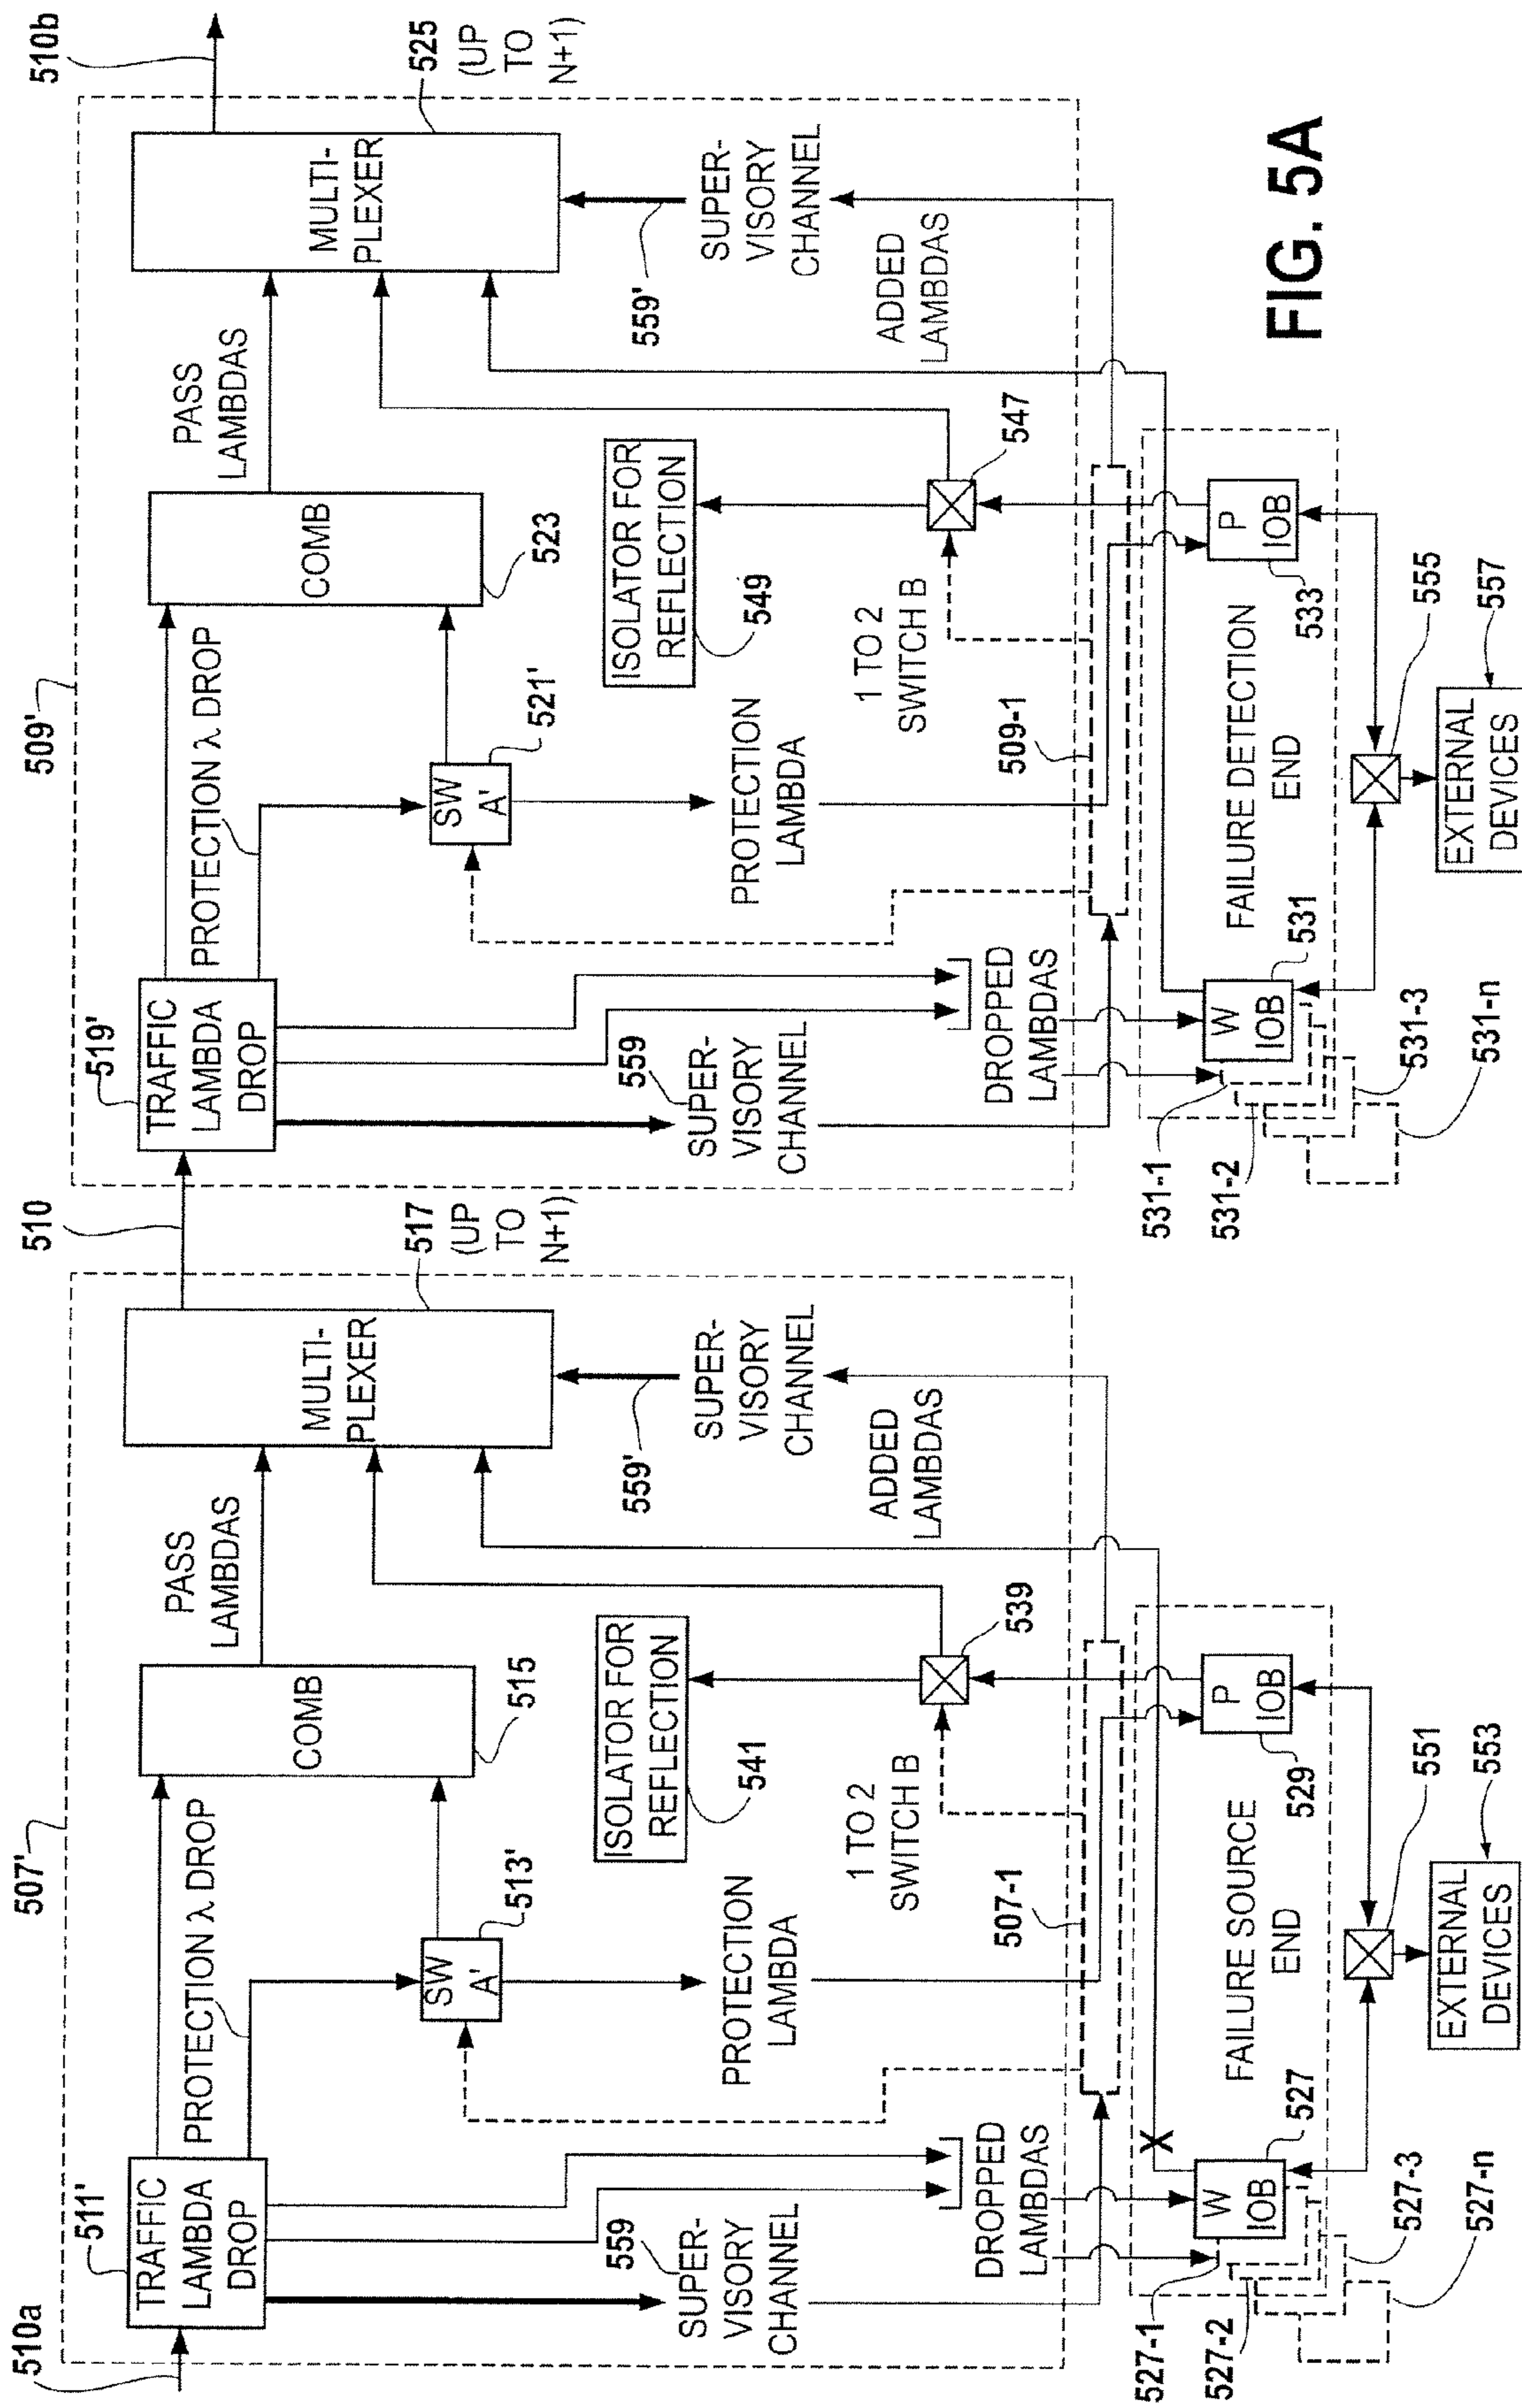 510a
511'
TRAFFIC
LAMBDA
DROP
507'
PROTECTION λ DROP
SW
A'
513'
COMB
515
PASS
LAMBDAS
MULTI-
PLEXER
517
(UP
TO
N+1)
510
559
SUPER-
VISORY
CHANNEL
DROPPED
LAMBDAS
PROTECTION
LAMBDA
ISOLATOR FOR
REFLECTION
541
1 TO 2
SWITCH B
539
559'
SUPER-
VISORY
CHANNEL
ADDED
LAMBDAS
507-1
X
W
IOB
527
527-1
527-2
527-3
527-n
FAILURE SOURCE
END
P
IOB
529
551
EXTERNAL
DEVICES
553
519'
TRAFFIC
LAMBDA
DROP
509'
PROTECTION λ DROP
SW
A'
521'
COMB
523
PASS
LAMBDAS
MULTI-
PLEXER
525
(UP
TO
N+1)
510b
559
SUPER-
VISORY
CHANNEL
DROPPED
LAMBDAS
PROTECTION
LAMBDA
ISOLATOR FOR
REFLECTION
549
1 TO 2
SWITCH B
547
559'
SUPER-
VISORY
CHANNEL
ADDED
LAMBDAS
509-1
W
IOB
531
531-1
531-2
531-3
531-n
FAILURE DETECTION
END
P
IOB
533
555
EXTERNAL
DEVICES
557
FIG. 5A